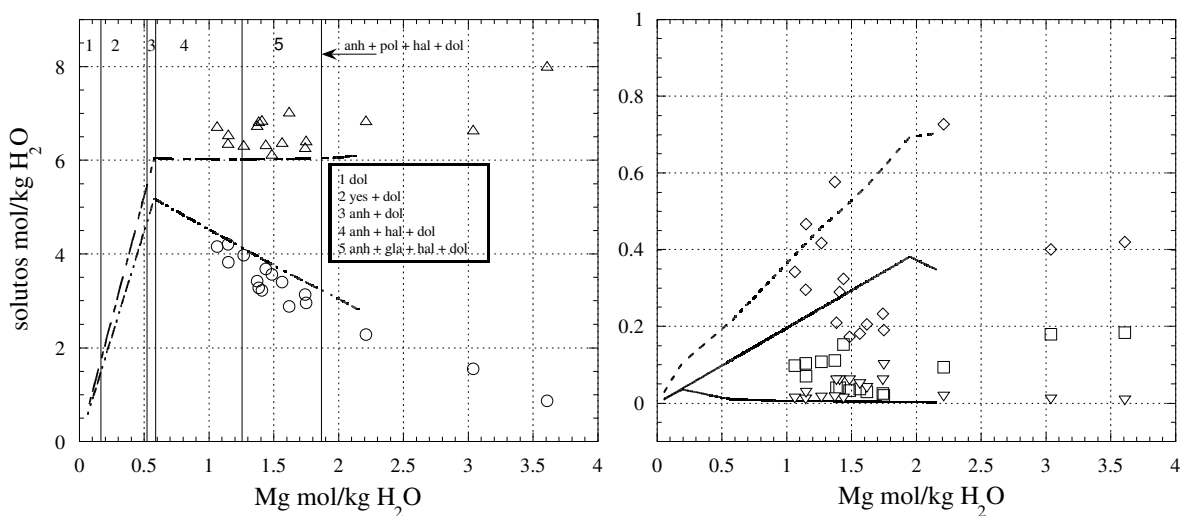 1 2 3 4 5
anh + pol + hal + dol
8
6
4
2
0
1 dol
2 yes + dol
3 anh + dol
4 anh + hal + dol
5 anh + gla + hal + dol
0 0.5 1 1.5 2 2.5 3 3.5 4
Mg mol/kg H2O
solutos mol/kg H2O
1
0.8
0.6
0.4
0.2
0
0 0.5 1 1.5 2 2.5 3 3.5 4
Mg mol/kg H2O